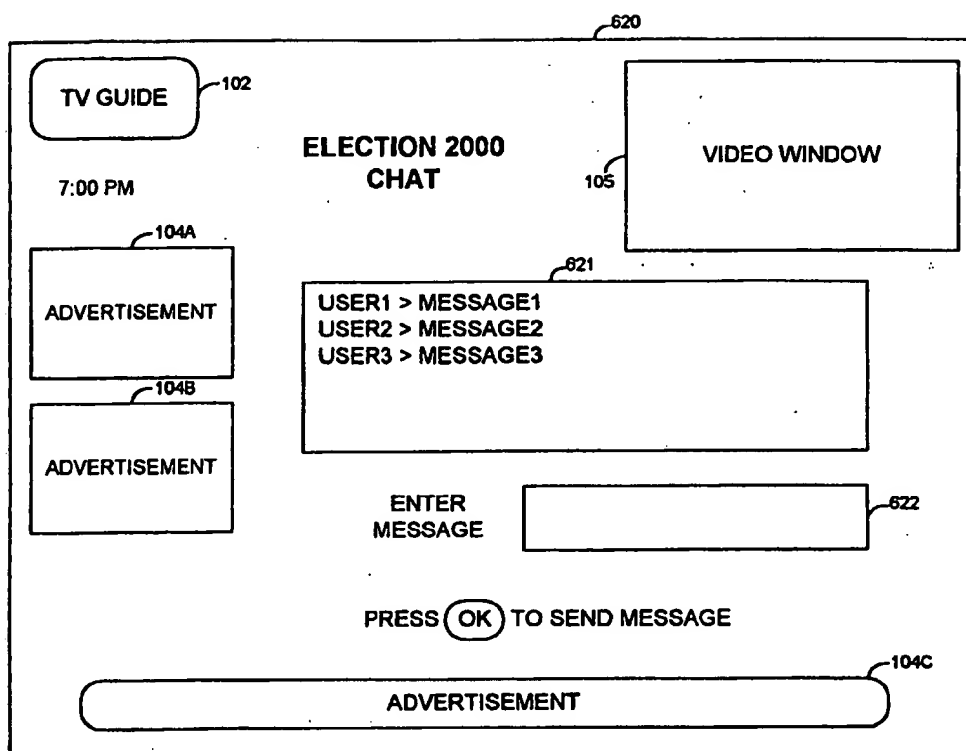 620
TV GUIDE
102
ELECTION 2000
CHAT
VIDEO WINDOW
105
7:00 PM
104A
ADVERTISEMENT
621
USER1 > MESSAGE1
USER2 > MESSAGE2
USER3 > MESSAGE3
104B
ADVERTISEMENT
ENTER
MESSAGE
622
PRESS OK TO SEND MESSAGE
104C
ADVERTISEMENT